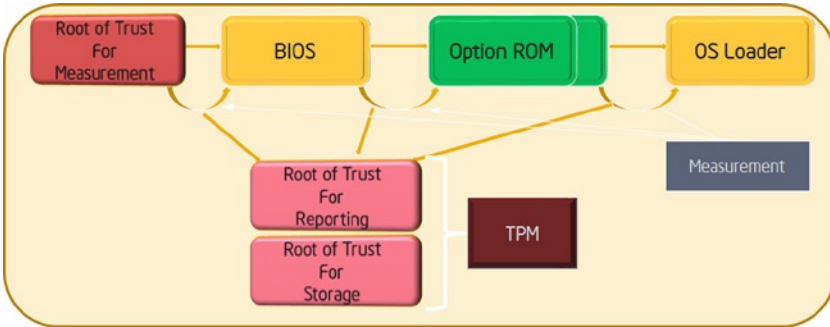 Root of Trust
For
Measurement
BIOS
Option ROM
OS Loader
Measurement
Root of Trust
For
Reporting
TPM
Root of Trust
For
Storage